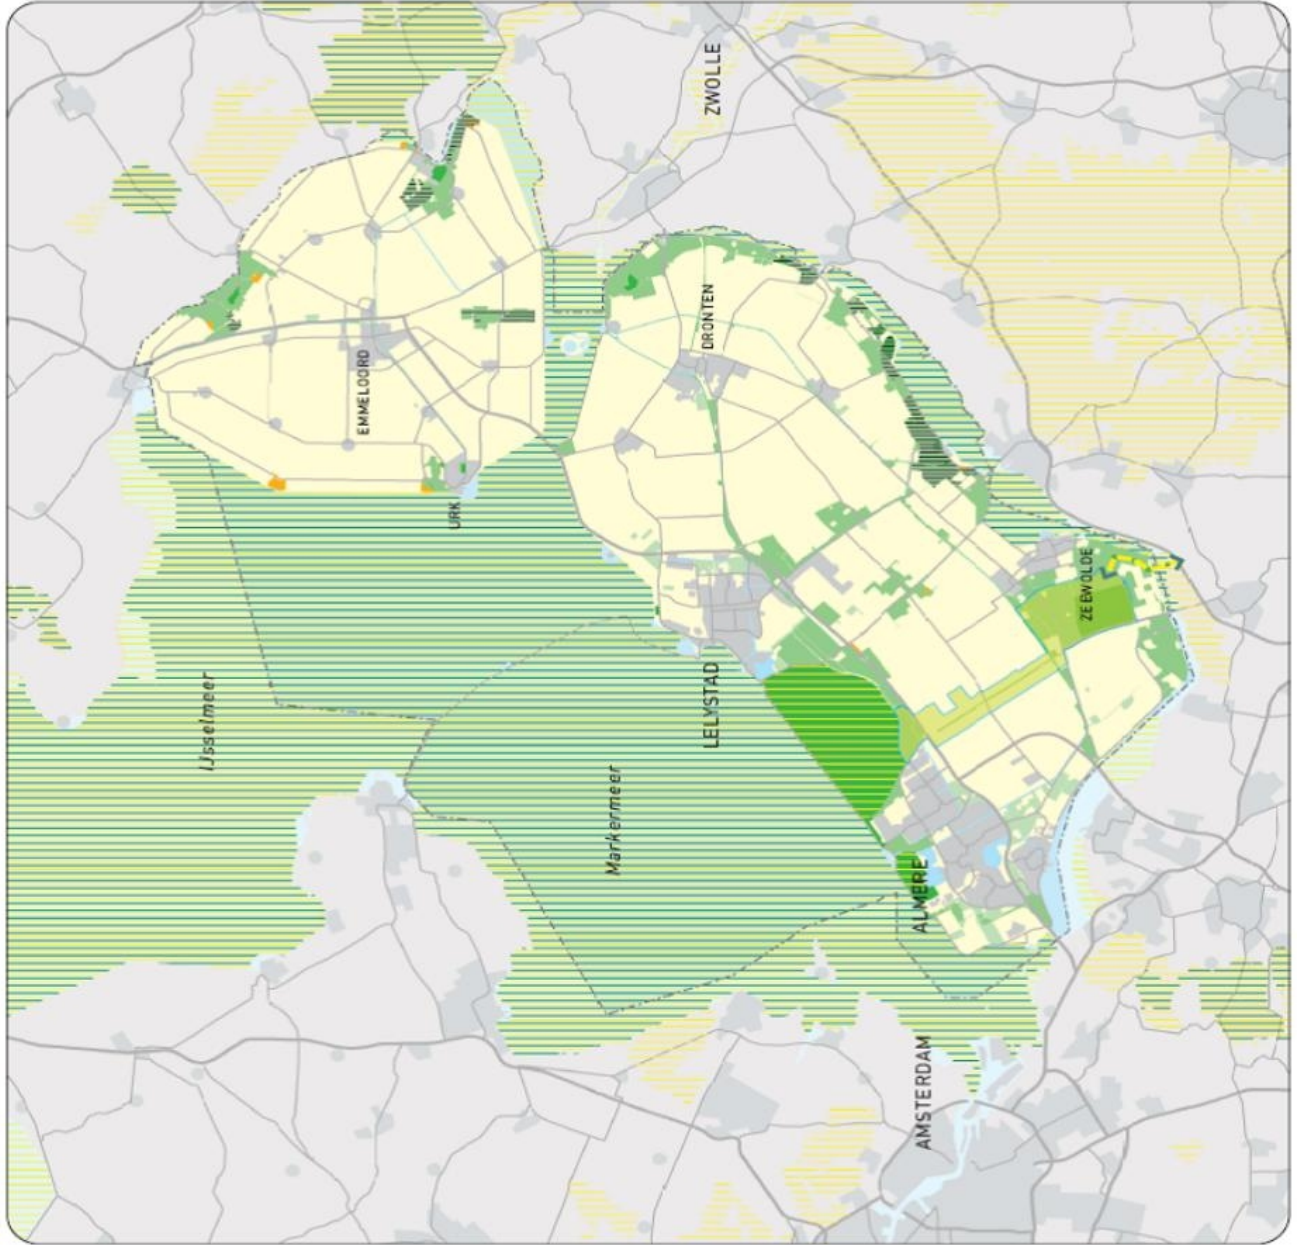 IJsselmeer
EMMELOORD
URK
Markermeer
LELYSTAD
DRONTEN
ZWOLLE
AMSTERDAM
ALMERE
ZEEWOLDE